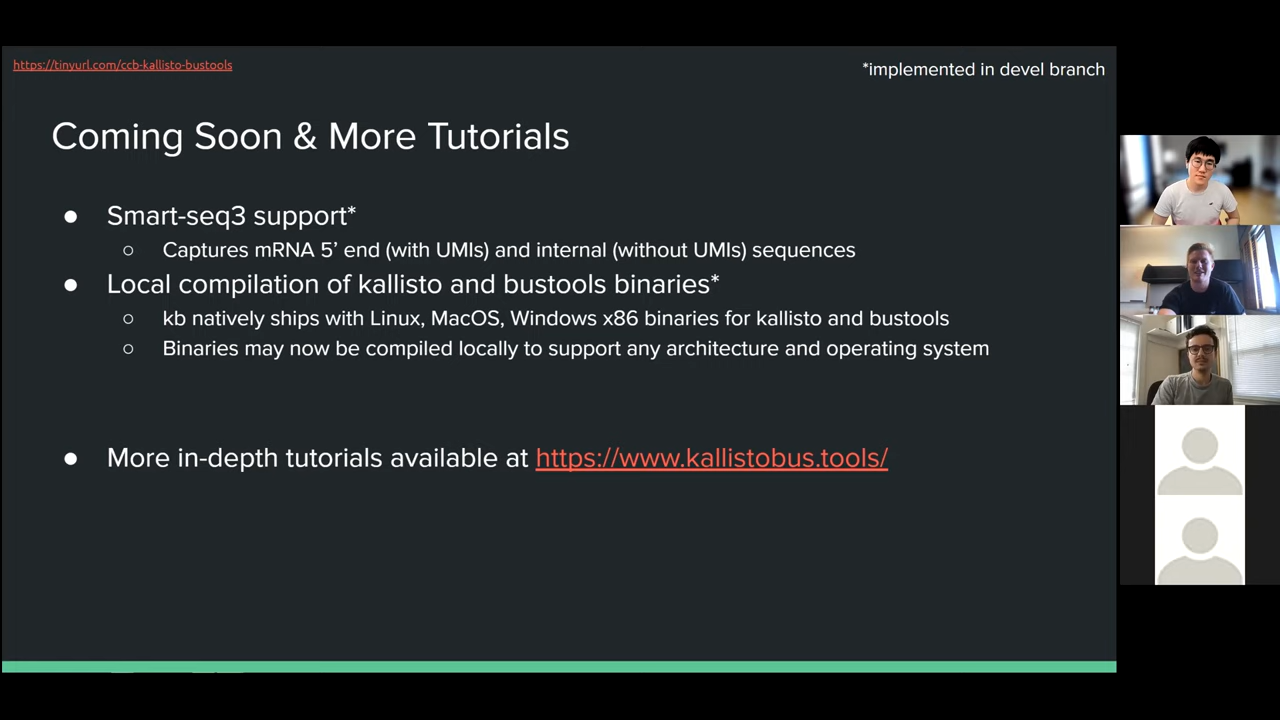 https://tinyurl.com/ccb-kallisto-bustools
*implemented in devel branch
Coming Soon & More Tutorials
● Smart-seq3 support*
○ Captures mRNA 5’ end (with UMIs) and internal (without UMIs) sequences
● Local compilation of kallisto and bustools binaries*
○ kb natively ships with Linux, MacOS, Windows x86 binaries for kallisto and bustools
○ Binaries may now be compiled locally to support any architecture and operating system
● More in-depth tutorials available at https://www.kallistobus.tools/